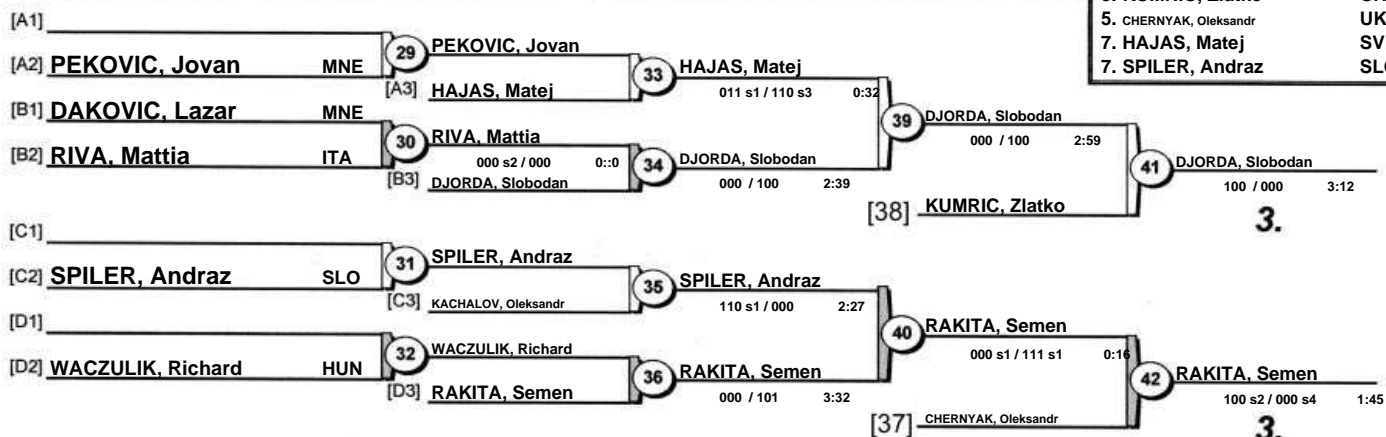 5. CHERNYAK, Oleksandr UK
7. HAJAS, Matej SV
7. SPILER, Andraz
[A1]
[A2] PEKOVIC, Jovan MNE
29
PEKOVIC, Jovan
[A3] HAJAS, Matej
33
HAJAS, Matej
011 s1 / 110 s3 0:32
[B1] DAKOVIC, Lazar MNE
[B2] RIVA, Mattia ITA
30
RIVA, Mattia
000 s2 / 000 0::0
[B3] DJORDA, Slobodan
34
DJORDA, Slobodan
000 / 100 2:39
39
DJORDA, Slobodan
000 / 100 2:59
[38] KUMRIC, Zlatko
41
DJORDA, Slobodan
100 / 000 3:12
3.
[C1]
[C2] SPILER, Andraz SLO
31
SPILER, Andraz
[C3] KACHALOV, Oleksandr
35
SPILER, Andraz
110 s1 / 000 2:27
[D1]
[D2] WACZULIK, Richard HUN
32
WACZULIK, Richard
[D3] RAKITA, Semen
36
RAKITA, Semen
000 / 101 3:32
40
RAKITA, Semen
000 s1 / 111 s1 0:16
[37] CHERNYAK, Oleksandr
42
RAKITA, Semen
100 s2 / 000 s4 1:45
3.